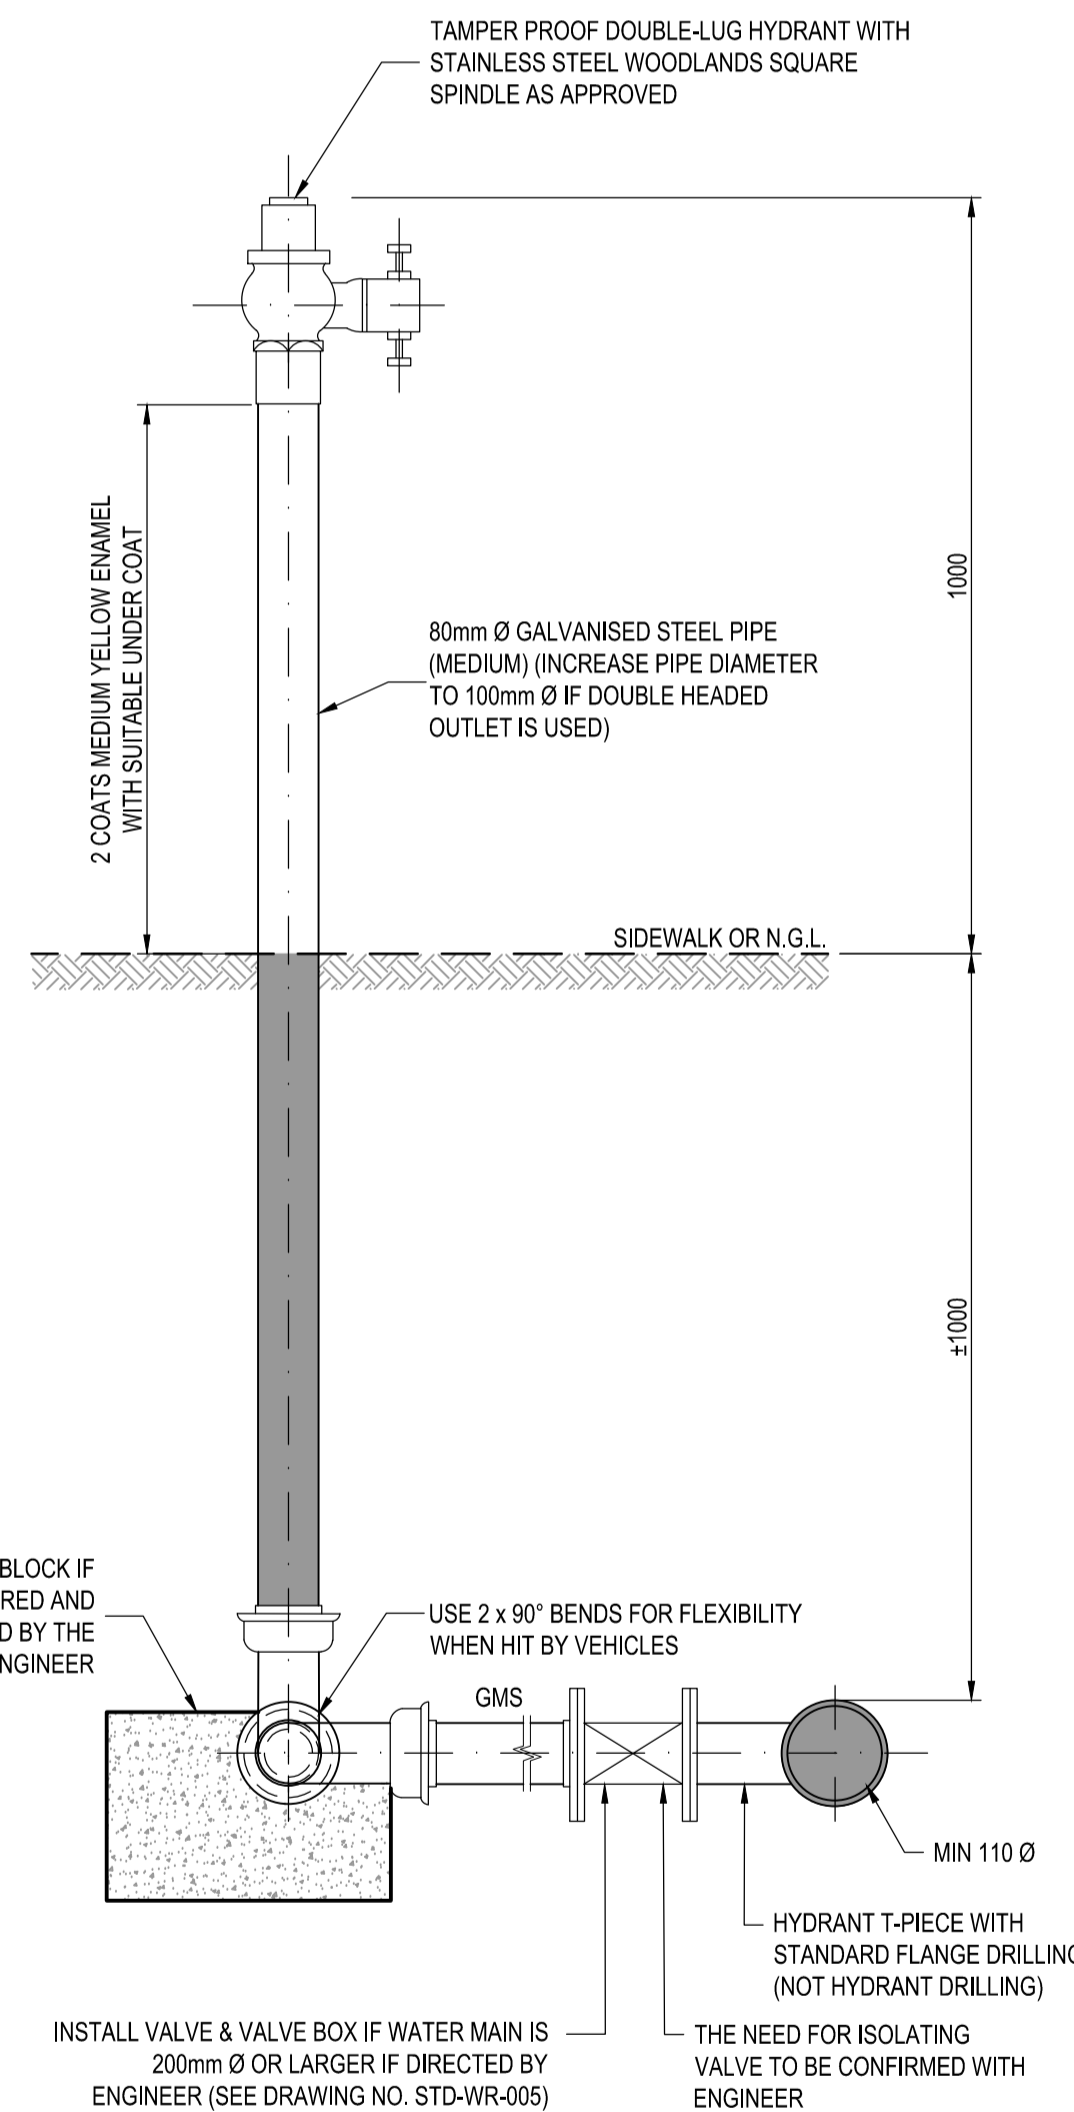 TAMPER PROOF DOUBLE-LUG HYDRANT WITH
STAINLESS STEEL WOODLANDS SQUARE
SPINDLE AS APPROVED
2 COATS MEDIUM YELLOW ENAMEL
WITH SUITABLE UNDER COAT
1000
80mm Ø GALVANISED STEEL PIPE
(MEDIUM) (INCREASE PIPE DIAMETER
TO 100mm Ø IF DOUBLE HEADED
OUTLET IS USED)
SIDEWALK OR N.G.L.
±1000
BLOCK IF
RED AND
D BY THE
NGINEER
USE 2 x 90° BENDS FOR FLEXIBILITY
WHEN HIT BY VEHICLES
GMS
MIN 110 Ø
HYDRANT T-PIECE WITH
STANDARD FLANGE DRILLING
(NOT HYDRANT DRILLING)
INSTALL VALVE & VALVE BOX IF WATER MAIN IS
200mm Ø OR LARGER IF DIRECTED BY
ENGINEER (SEE DRAWING NO. STD-WR-005)
THE NEED FOR ISOLATING
VALVE TO BE CONFIRMED WITH
ENGINEER